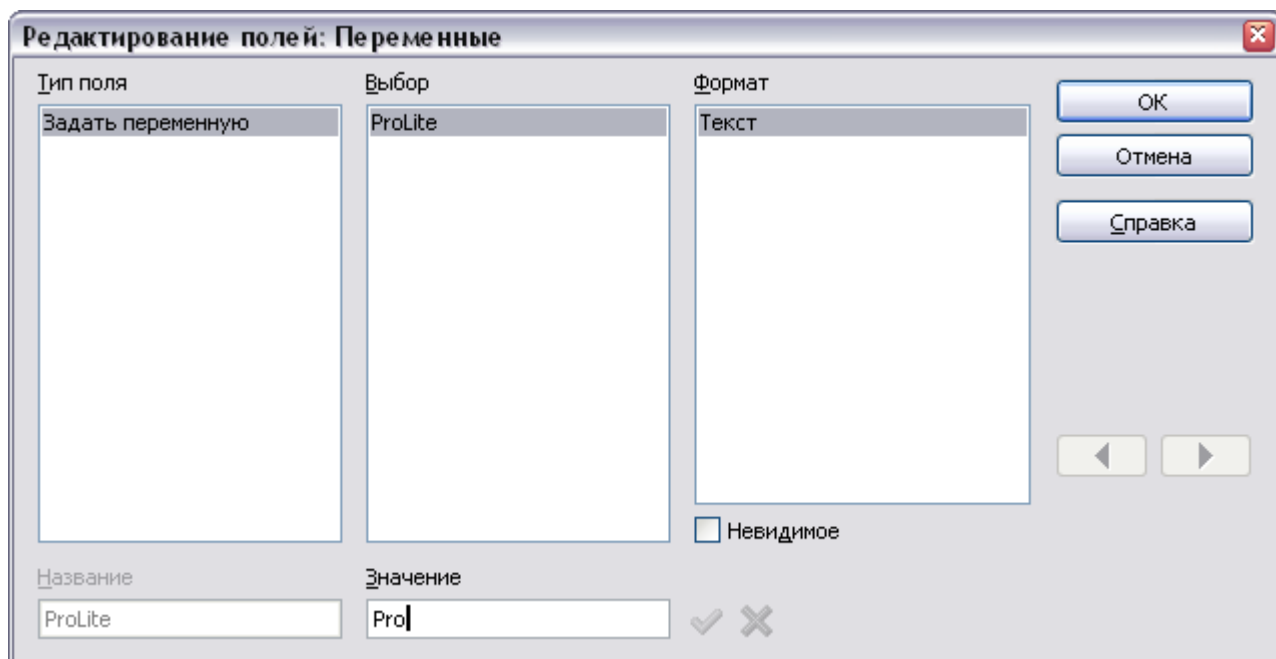 Редактирование полей: Переменные
Тип поля
Выбор
Формат
Задать переменную
ProLite
Текст
OK
Отмена
Справка
Невидимое
Название
Значение
ProLite
Pro